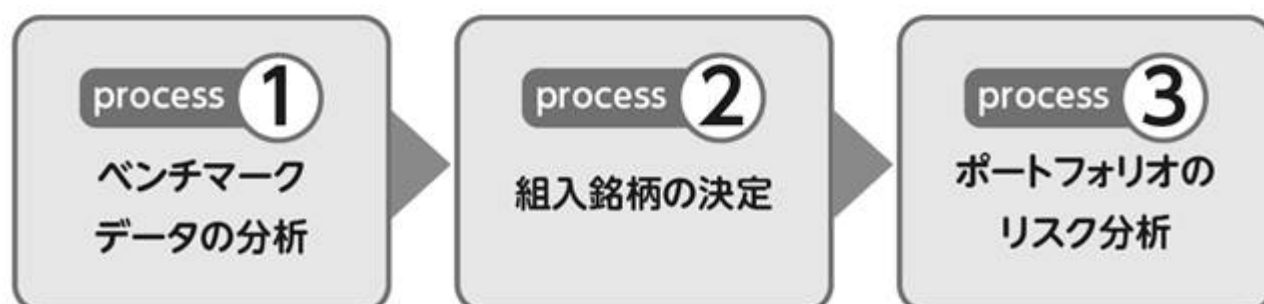 process 1
ベンチマーク
データの分析
process 2
組入銘柄の決定
process 3
ポートフォリオの
リスク分析